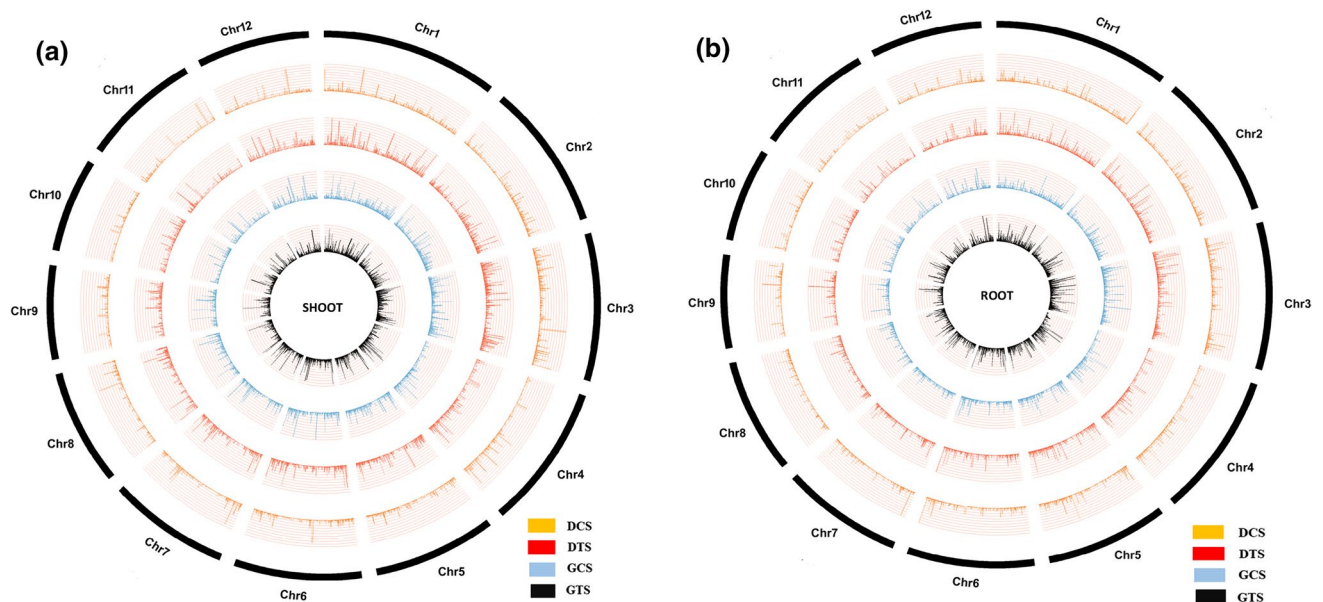 (a)
Chr1
Chr2
Chr3
Chr4
Chr5
Chr6
Chr7
Chr8
Chr9
Chr10
Chr11
Chr12
SHOOT
DCS
DTS
GCS
GTS
(b)
Chr1
Chr2
Chr3
Chr4
Chr5
Chr6
Chr7
Chr8
Chr9
Chr10
Chr11
Chr12
ROOT
DCS
DTS
GCS
GTS